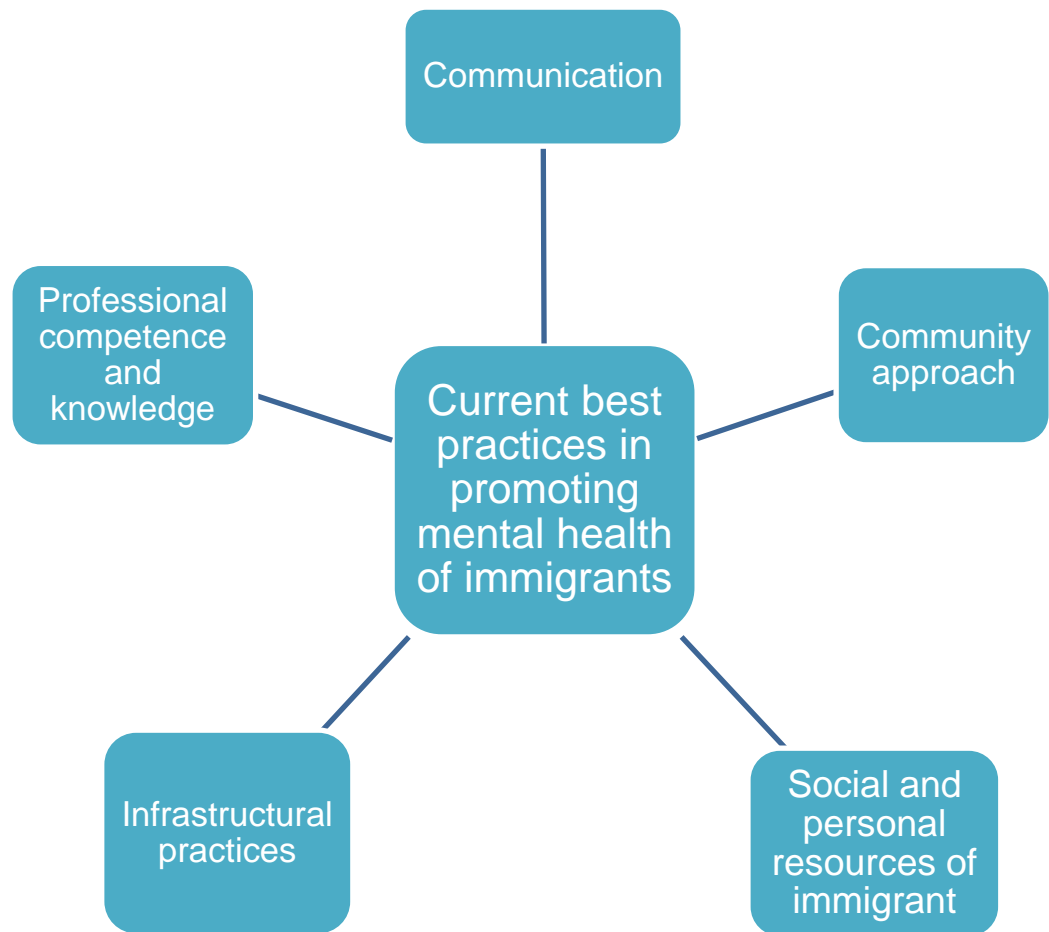 Communication
Professional
competence
and
knowledge
Community
approach
Current best
practices in
promoting
mental health
of immigrants
Infrastructural
practices
Social and
personal
resources of
immigrant